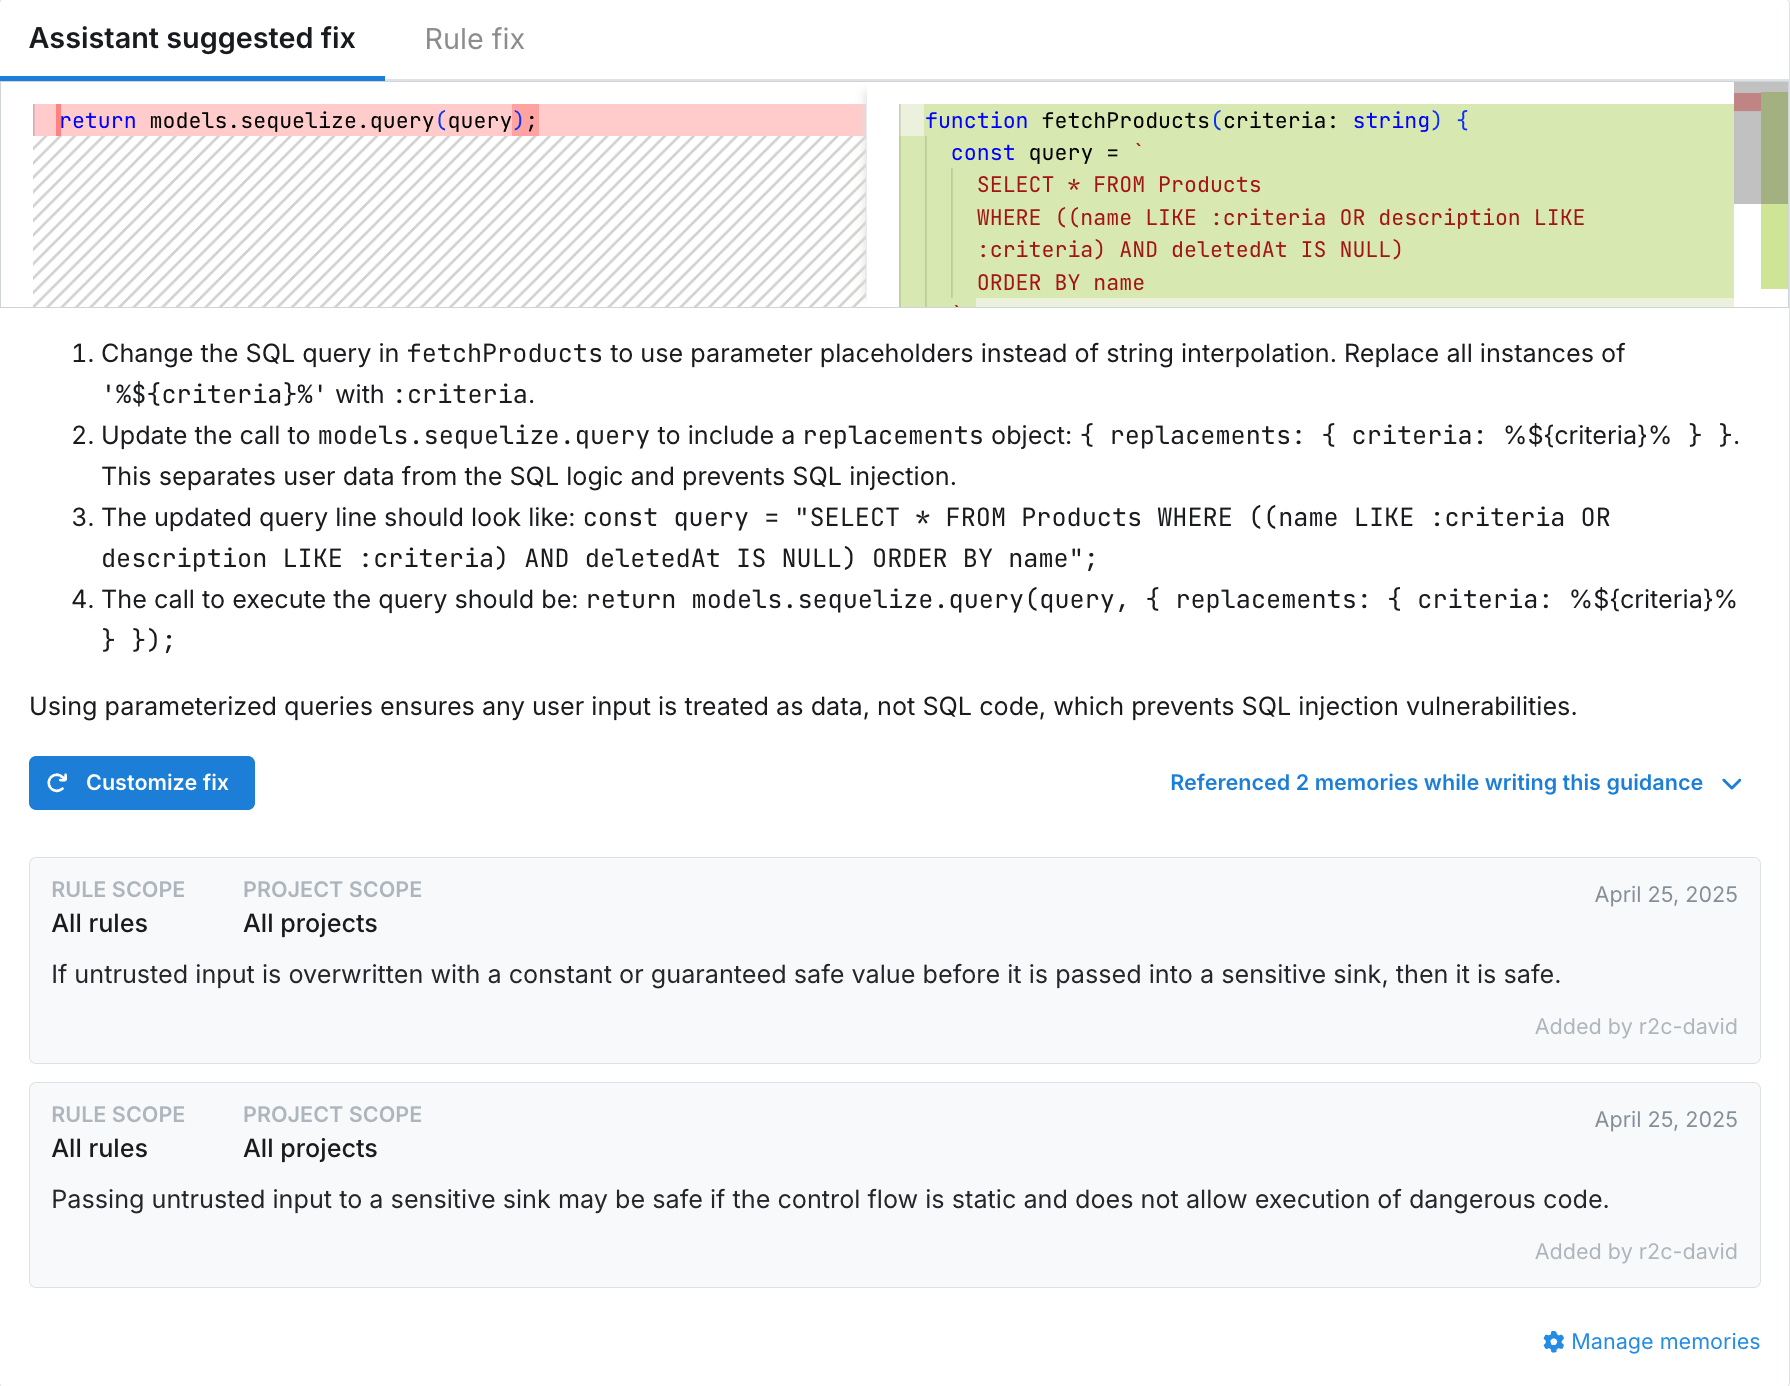 Assistant suggested fix
Rule fix
return models.sequelize.query(query);
function fetchProducts(criteria: string) {
const query = `
SELECT * FROM Products
WHERE ((name LIKE :criteria OR description LIKE
:criteria) AND deletedAt IS NULL)
ORDER BY name
1. Change the SQL query in fetchProducts to use parameter placeholders instead of string interpolation. Replace all instances of
'%${criteria}%' with :criteria.
2. Update the call to models.sequelize.query to include a replacements object: { replacements: { criteria: %${criteria}% } }.
This separates user data from the SQL logic and prevents SQL injection.
3. The updated query line should look like: const query = "SELECT * FROM Products WHERE ((name LIKE :criteria OR
description LIKE :criteria) AND deletedAt IS NULL) ORDER BY name";
4. The call to execute the query should be: return models.sequelize.query(query, { replacements: { criteria: %${criteria}%
} });
Using parameterized queries ensures any user input is treated as data, not SQL code, which prevents SQL injection vulnerabilities.
Customize fix
Referenced 2 memories while writing this guidance
RULE SCOPE
PROJECT SCOPE
April 25, 2025
All rules
All projects
If untrusted input is overwritten with a constant or guaranteed safe value before it is passed into a sensitive sink, then it is safe.
Added by r2c-david
RULE SCOPE
PROJECT SCOPE
April 25, 2025
All rules
All projects
Passing untrusted input to a sensitive sink may be safe if the control flow is static and does not allow execution of dangerous code.
Added by r2c-david
Manage memories